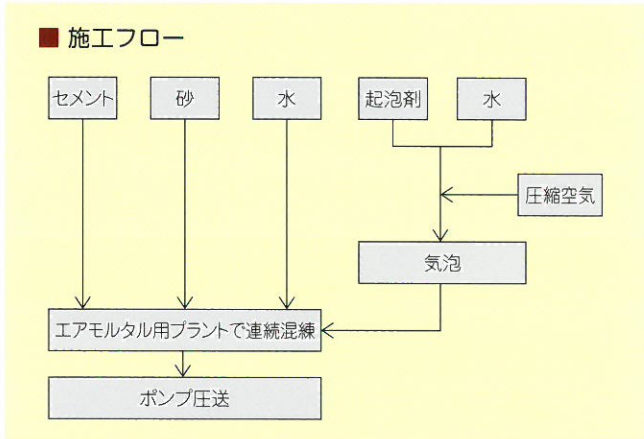 ■ 施工フロー
セメント
砂
水
起泡剤
水
圧縮空気
気泡
エアモルタル用プラントで連続混練
ポンプ圧送